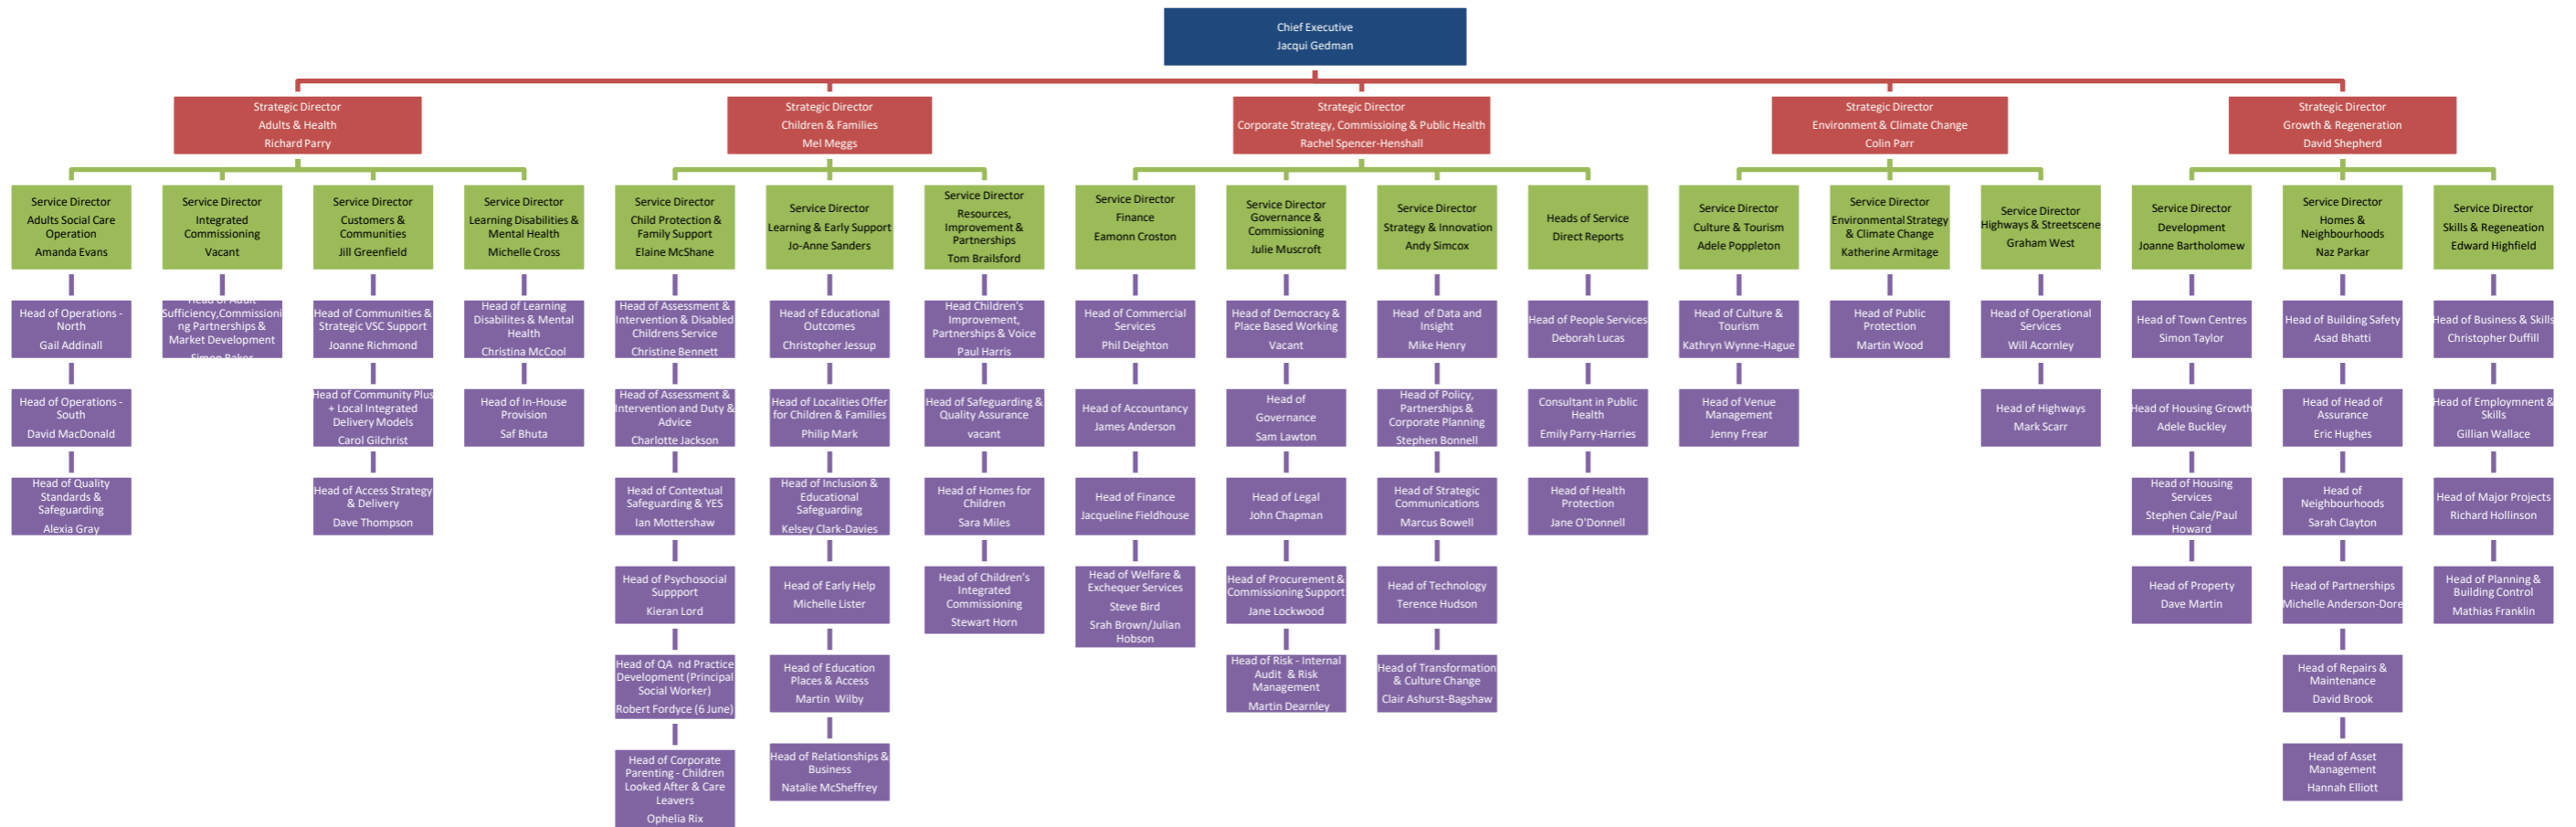 Chief Executive
Jacqui Gedman
Strategic Director
Adults & Health
Richard Parry
Strategic Director
Children & Families
Mel Meggs
Strategic Director
Corporate Strategy, Commissioing & Public Health
Rachel Spencer-Henshall
Strategic Director
Environment & Climate Change
Colin Parr
Strategic Director
Growth & Regeneration
David Shepherd
Service Director
Adults Social Care
Operation
Amanda Evans
Service Director
Integrated
Commissioning
Vacant
Service Director
Customers &
Communities
Jill Greenfield
Service Director
Learning Disabilities &
Mental Health
Michelle Cross
Service Director
Child Protection &
Family Support
Elaine McShane
Service Director
Learning & Early Support
Jo-Anne Sanders
Service Director
Resources,
Improvement &
Partnerships
Tom Brailsford
Service Director
Finance
Eamonn Croston
Service Director
Governance &
Commissioning
Julie Muscroft
Service Director
Strategy & Innovation
Andy Simcox
Heads of Service
Direct Reports
Service Director
Culture & Tourism
Adele Poppleton
Service Director
Environmental Strategy
& Climate Change
Katherine Armitage
Service Director
Highways & Streetscene
Graham West
Service Director
Development
Joanne Bartholomew
Service Director
Homes &
Neighbourhoods
Naz Parkar
Service Director
Skills & Regeneation
Edward Highfield
Head of Operations -
North
Gail Addinall
Head of Adult
Sufficiency,Commissioni
ng Partnerships &
Market Development
Simon Baker
Head of Communities &
Strategic VSC Support
Joanne Richmond
Head of Learning
Disabilites & Mental
Health
Christina McCool
Head of Assessment &
Intervention & Disabled
Childrens Service
Christine Bennett
Head of Educational
Outcomes
Christopher Jessup
Head Children's
Improvement,
Partnerships & Voice
Paul Harris
Head of Commercial
Services
Phil Deighton
Head of Democracy &
Place Based Working
Vacant
Head of Data and
Insight
Mike Henry
Head of People Services
Deborah Lucas
Head of Culture &
Tourism
Kathryn Wynne-Hague
Head of Public
Protection
Martin Wood
Head of Operational
Services
Will Acornley
Head of Town Centres
Simon Taylor
Head of Building Safety
Asad Bhatti
Head of Business & Skills
Christopher Duffill
Head of Operations -
South
David MacDonald
Head of Community Plus
+ Local Integrated
Delivery Models
Carol Gilchrist
Head of In-House
Provision
Saf Bhuta
Head of Assessment &
Intervention and Duty &
Advice
Charlotte Jackson
Head of Localities Offer
for Children & Families
Philip Mark
Head of Safeguarding &
Quality Assurance
vacant
Head of Accountancy
James Anderson
Head of
Governance
Sam Lawton
Head of Policy,
Partnerships &
Corporate Planning
Stephen Bonnell
Consultant in Public
Health
Emily Parry-Harries
Head of Venue
Management
Jenny Frear
Head of Highways
Mark Scarr
Head of Housing Growth
Adele Buckley
Head of Head of
Assurance
Eric Hughes
Head of Employmnent &
Skills
Gillian Wallace
Head of Quality
Standards &
Safeguarding
Alexia Gray
Head of Access Strategy
& Delivery
Dave Thompson
Head of Contextual
Safeguarding & YES
Ian Mottershaw
Head of Inclusion &
Educational
Safeguarding
Kelsey Clark-Davies
Head of Homes for
Children
Sara Miles
Head of Finance
Jacqueline Fieldhouse
Head of Legal
John Chapman
Head of Strategic
Communications
Marcus Bowell
Head of Health
Protection
Jane O'Donnell
Head of Housing
Services
Stephen Cale/Paul
Howard
Head of
Neighbourhoods
Sarah Clayton
Head of Major Projects
Richard Hollinson
Head of Psychosocial
Suppport
Kieran Lord
Head of Early Help
Michelle Lister
Head of Children's
Integrated
Commissioning
Stewart Horn
Head of Welfare &
Exchequer Services
Steve Bird
Srah Brown/Julian
Hobson
Head of Procurement &
Commissioning Support
Jane Lockwood
Head of Technology
Terence Hudson
Head of Property
Dave Martin
Head of Partnerships
Michelle Anderson-Dore
Head of Planning &
Building Control
Mathias Franklin
Head of QA nd Practice
Development (Principal
Social Worker)
Robert Fordyce (6 June)
Head of Education
Places & Access
Martin Wilby
Head of Risk - Internal
Audit & Risk
Management
Martin Dearnley
Head of Transformation
& Culture Change
Clair Ashurst-Bagshaw
Head of Repairs &
Maintenance
David Brook
Head of Corporate
Parenting - Children
Looked After & Care
Leavers
Ophelia Rix
Head of Relationships &
Business
Natalie McSheffrey
Head of Asset
Management
Hannah Elliott